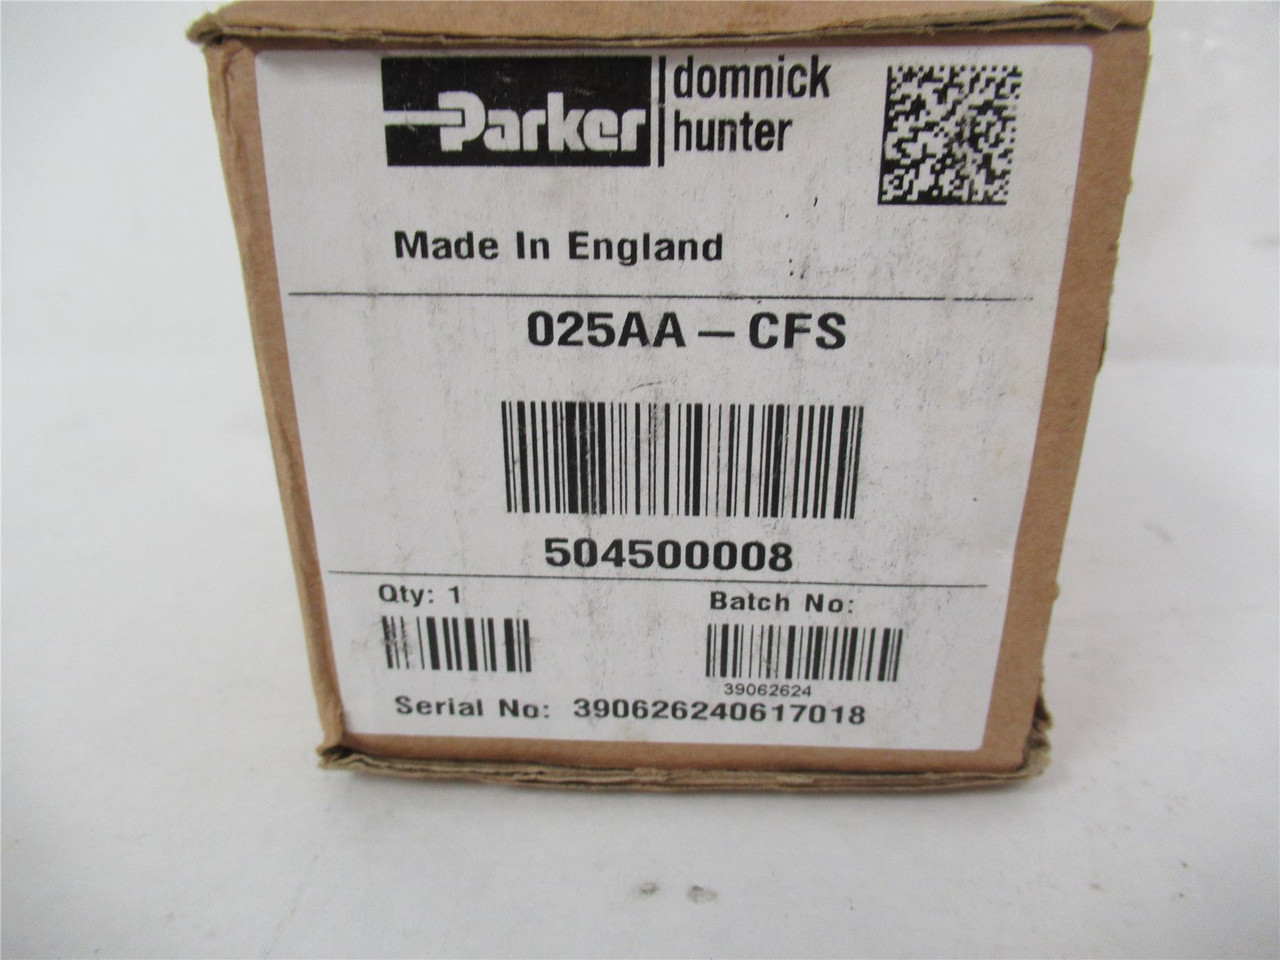 Parker domnick hunter
Made In England
025AA – CFS
504500008
Qty: 1
Batch No:
39062624
Serial No: 390626240617018